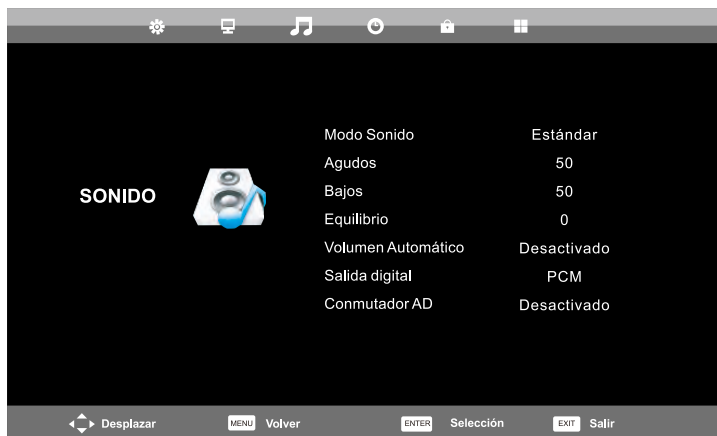 Modo Sonido Estándar
Agudos 50
Bajos 50
SONIDO
Equilibrio 0
Volumen Automático Desactivado
Salida digital PCM
Conmutador AD Desactivado
Desplazar MENU Volver ENTER Selección EXIT Salir